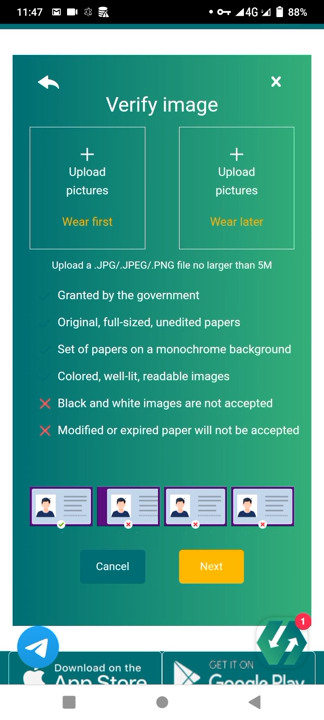 11:47
4G
88%
X
Verify image
Upload
pictures
Wear first
Upload
pictures
Wear later
Upload a .JPG/.JPEG/.PNG file no larger than 5M
Granted by the government
Original, full-sized, unedited papers
Set of papers on a monochrome background
Colored, well-lit, readable images
Black and white images are not accepted
Modified or expired paper will not be accepted
Cancel
Next
1
Download on the
App Store
GET IT ON
Google Play